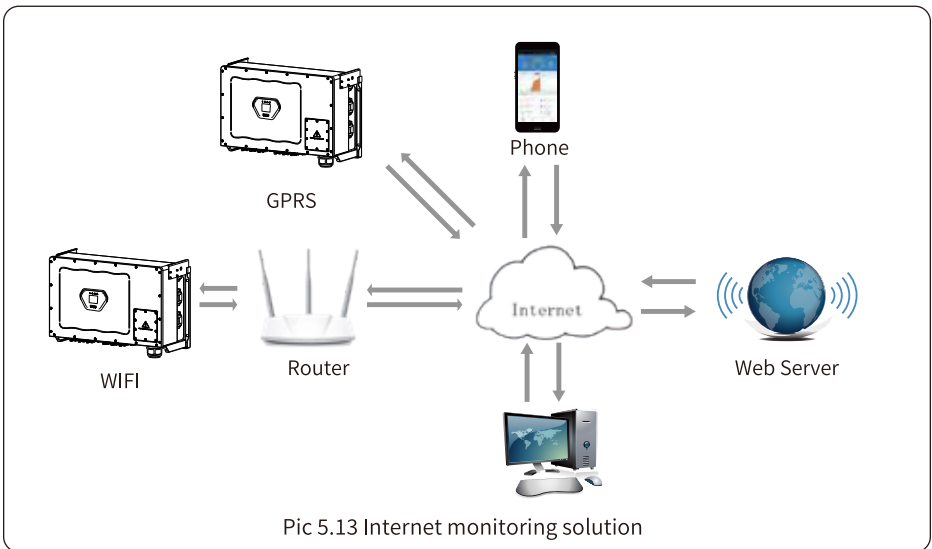 Phone
GPRS
Internet
WIFI
Router
Web Server
Pic 5.13 Internet monitoring solution